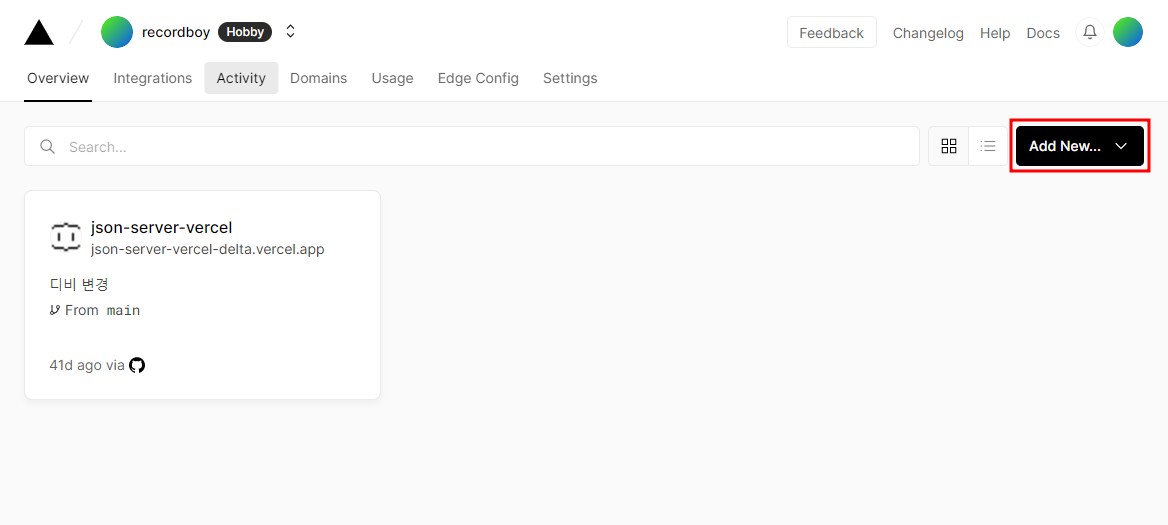 recordboy Hobby
Feedback Changelog Help Docs
Overview Integrations Activity Domains Usage Edge Config Settings
Search...
Add New...
json-server-vercel
json-server-vercel-delta.vercel.app
디비 변경
From main
41d ago via